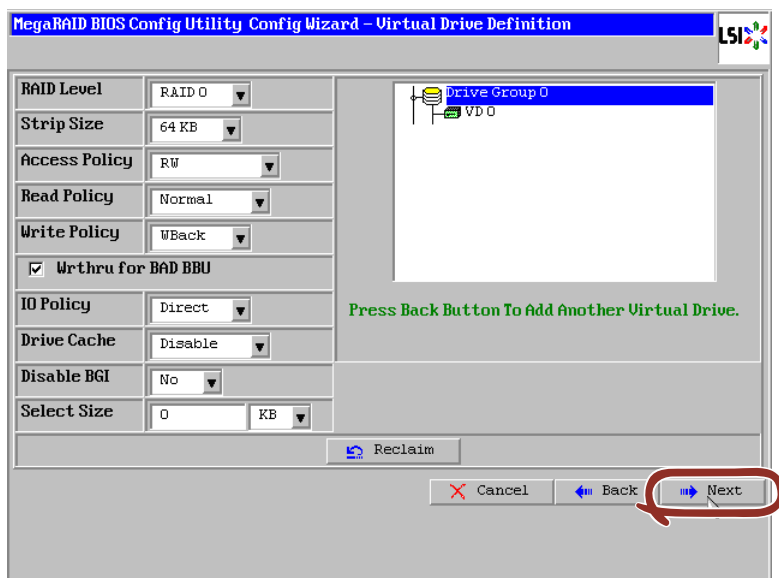 MegaRAID BIOS Config Utility Config Wizard - Virtual Drive Definition
LSI
RAID Level
RAID 0
Strip Size
64 KB
Access Policy
RW
Read Policy
Normal
Write Policy
WBack
Wrthru for BAD BBU
IO Policy
Direct
Drive Cache
Disable
Disable BGI
No
Select Size
0
KB
Drive Group 0
VD 0
Press Back Button To Add Another Virtual Drive.
Reclaim
Cancel
Back
Next